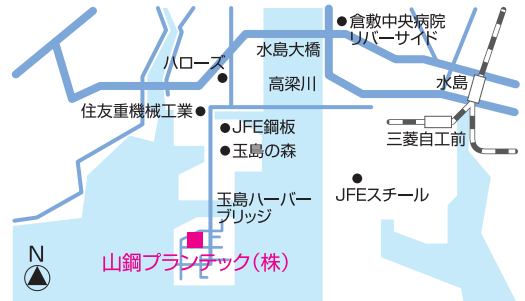 倉敷中央病院
リバーサイド
水島大橋
ハローズ
水島
高梁川
住友重機械工業
JFE鋼板
三菱自工前
玉島の森
JFEスチール
玉島ハーバー
ブリッジ
N
山鋼プランテック(株)